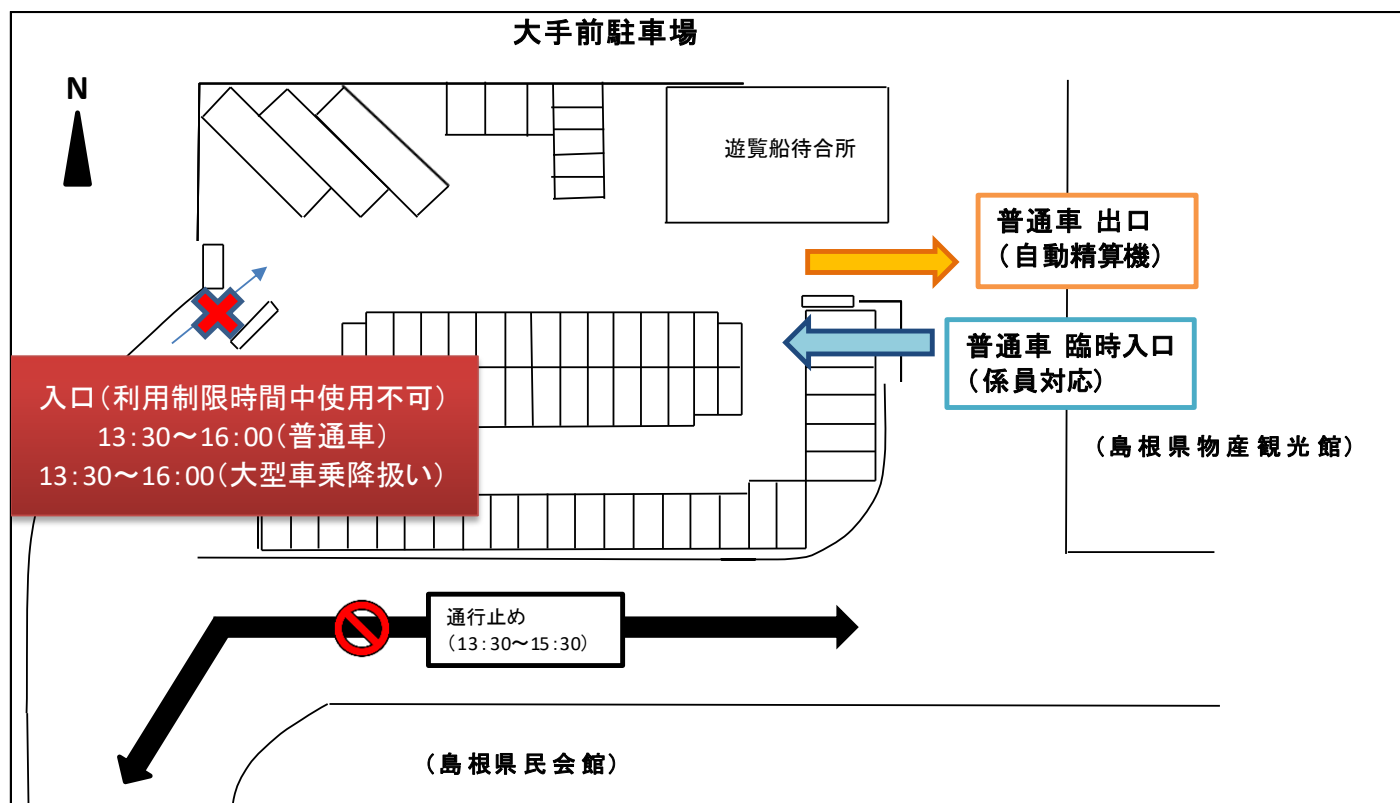 大手前駐車場
N
遊覧船待合所
普通車 出口
（自動精算機）
普通車 臨時入口
（係員対応）
入口（利用制限時間中使用不可）
13：30～16：00（普通車）
13：30～16：00（大型車乗降扱い）
（島根県物産観光館）
通行止め
（13：30～15：30）
（島根県民会館）